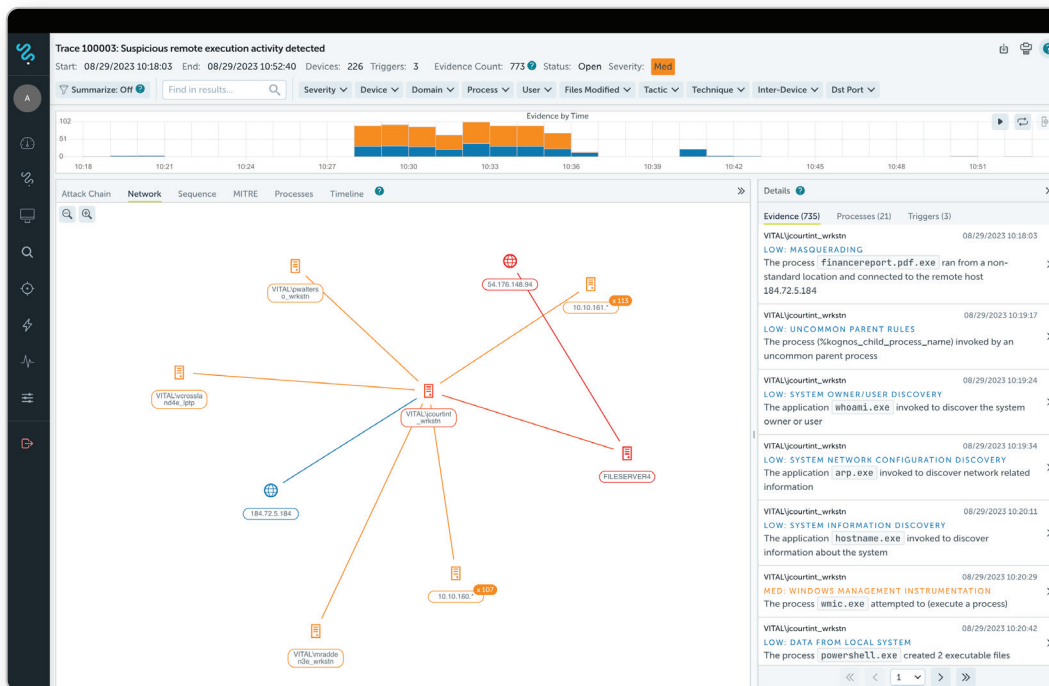 Trace 100003: Suspicious remote execution activity detected
Start: 08/29/2023 10:18:03 End: 08/29/2023 10:52:40 Devices: 226 Triggers: 3 Evidence Count: 773 ? Status: Open Severity: Med
A
Summarize: Off ? Find in results... Severity Device Domain Process User Files Modified Tactic Technique Inter-Device Dst Port
Evidence by Time
102
51
0
10:18 10:21 10:24 10:27 10:30 10:33 10:36 10:39 10:42 10:45 10:48 10:51
Attack Chain Network Sequence MITRE Processes Timeline ?
VITAL\pwalters
o_wrkstn
54.176.148.94
x 113
10.10.161.*
VITAL\vcrossla
nd4e_lptp
VITAL\jcourtint
_wrkstn
FILESERVER4
184.72.5.184
x 107
10.10.160.*
VITAL\mradde
n3e_wrkstn
Details ?
Evidence (735) Processes (21) Triggers (3)
VITAL\jcourtint_wrkstn 08/29/2023 10:18:03
LOW: MASQUERADING
The process financereport.pdf.exe ran from a non-
standard location and connected to the remote host
184.72.5.184
VITAL\jcourtint_wrkstn 08/29/2023 10:19:17
LOW: UNCOMMON PARENT RULES
The process (%kognos_child_process_name) invoked by an
uncommon parent process
VITAL\jcourtint_wrkstn 08/29/2023 10:19:24
LOW: SYSTEM OWNER/USER DISCOVERY
The application whoami.exe invoked to discover the system
owner or user
VITAL\jcourtint_wrkstn 08/29/2023 10:19:34
LOW: SYSTEM NETWORK CONFIGURATION DISCOVERY
The application arp.exe invoked to discover network related
information
VITAL\jcourtint_wrkstn 08/29/2023 10:20:11
LOW: SYSTEM INFORMATION DISCOVERY
The application hostname.exe invoked to discover
information about the system
VITAL\jcourtint_wrkstn 08/29/2023 10:20:29
MED: WINDOWS MANAGEMENT INSTRUMENTATION
The process wmic.exe attempted to (execute a process)
VITAL\jcourtint_wrkstn 08/29/2023 10:20:42
LOW: DATA FROM LOCAL SYSTEM
The process powershell.exe created 2 executable files
1